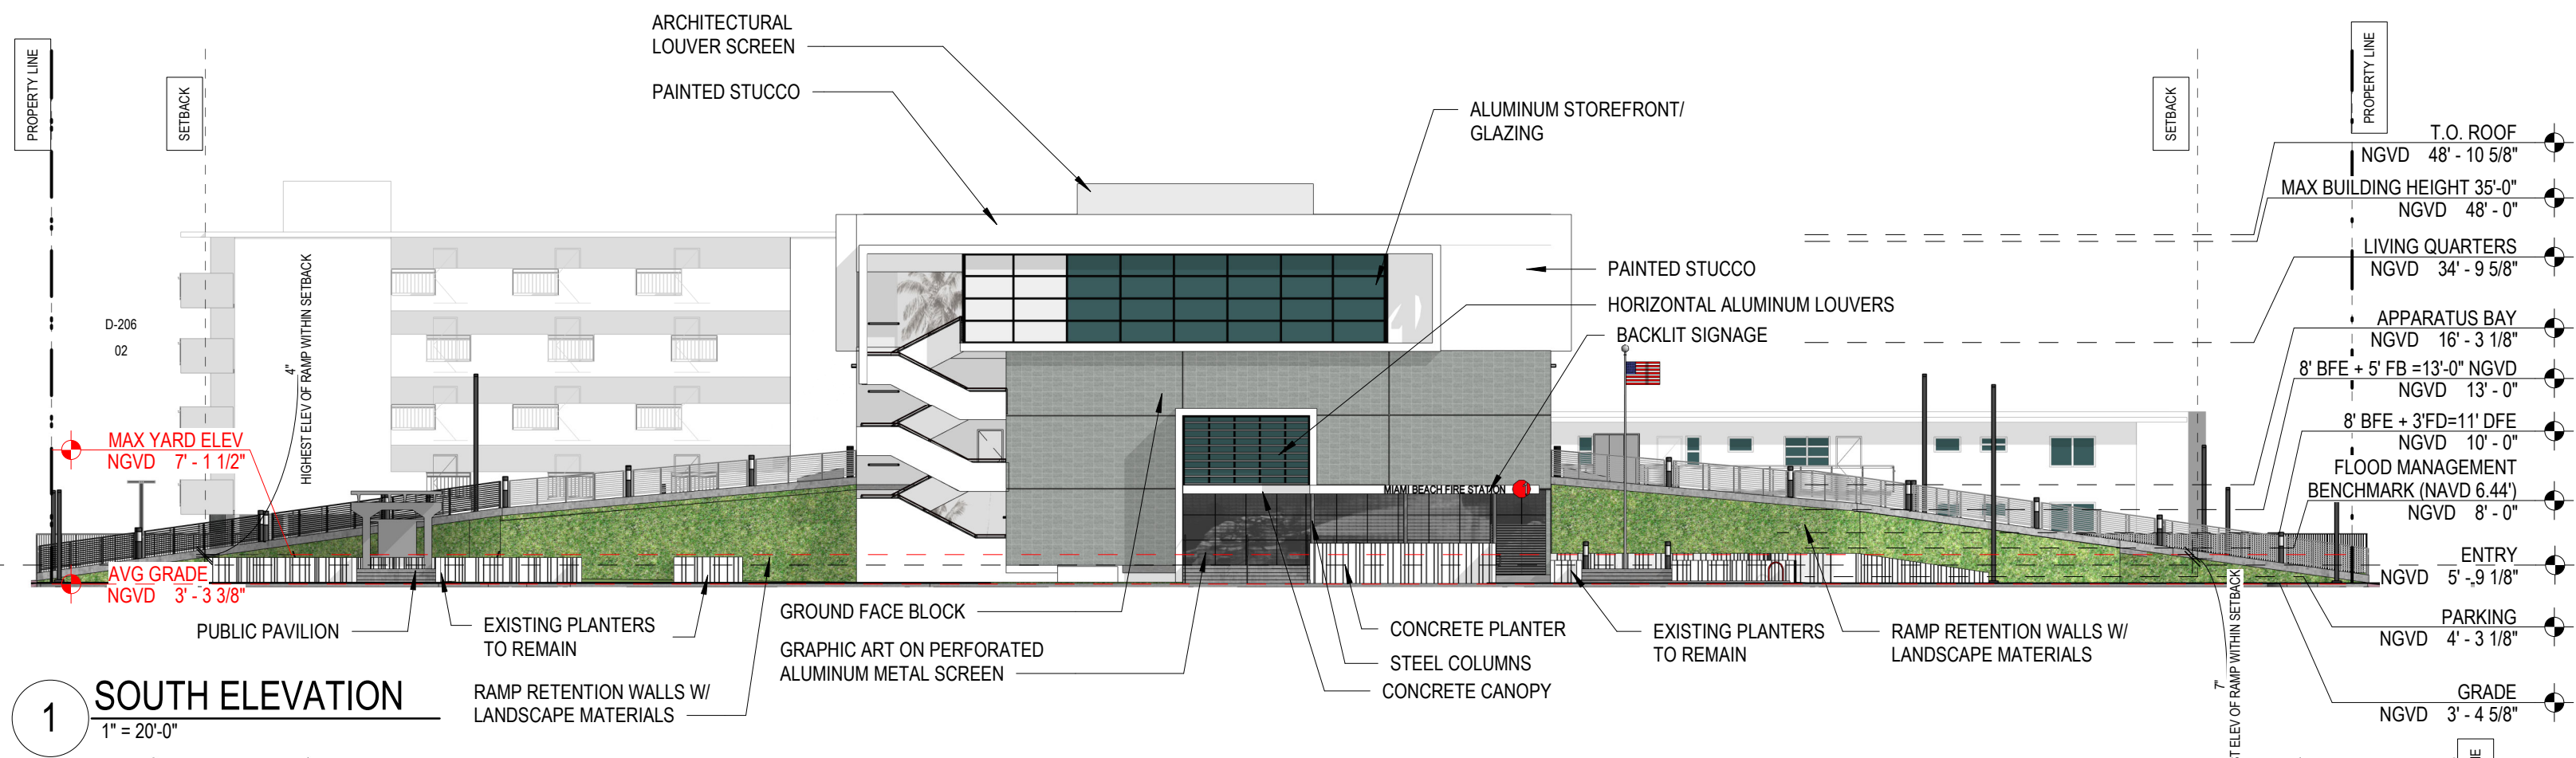 ARCHITECTURAL
LOUVER SCREEN
PAINTED STUCCO
ALUMINUM STOREFRONT/
GLAZING
PROPERTY LINE
SETBACK
SETBACK
PROPERTY LINE
T.O. ROOF
NGVD 48' - 10 5/8"
MAX BUILDING HEIGHT 35'-0"
NGVD 48' - 0"
LIVING QUARTERS
NGVD 34' - 9 5/8"
APPARATUS BAY
NGVD 16' - 3 1/8"
8' BFE + 5' FB =13'-0" NGVD
NGVD 13' - 0"
8' BFE + 3'FD=11' DFE
NGVD 10' - 0"
FLOOD MANAGEMENT
BENCHMARK (NAVD 6.44')
NGVD 8' - 0"
ENTRY
NGVD 5' - 9 1/8"
PARKING
NGVD 4' - 3 1/8"
GRADE
NGVD 3' - 4 5/8"
PAINTED STUCCO
HORIZONTAL ALUMINUM LOUVERS
BACKLIT SIGNAGE
D-206
02
4"
HIGHEST ELEV OF RAMP WITHIN SETBACK
MAX YARD ELEV
NGVD 7' - 1 1/2"
AVG GRADE
NGVD 3' - 3 3/8"
MIAMI BEACH FIRE STATION
PUBLIC PAVILION
EXISTING PLANTERS
TO REMAIN
RAMP RETENTION WALLS W/
LANDSCAPE MATERIALS
GROUND FACE BLOCK
GRAPHIC ART ON PERFORATED
ALUMINUM METAL SCREEN
CONCRETE PLANTER
STEEL COLUMNS
CONCRETE CANOPY
EXISTING PLANTERS
TO REMAIN
RAMP RETENTION WALLS W/
LANDSCAPE MATERIALS
7"
ELEV OF RAMP WITHIN SETBACK
1
SOUTH ELEVATION
1" = 20'-0"